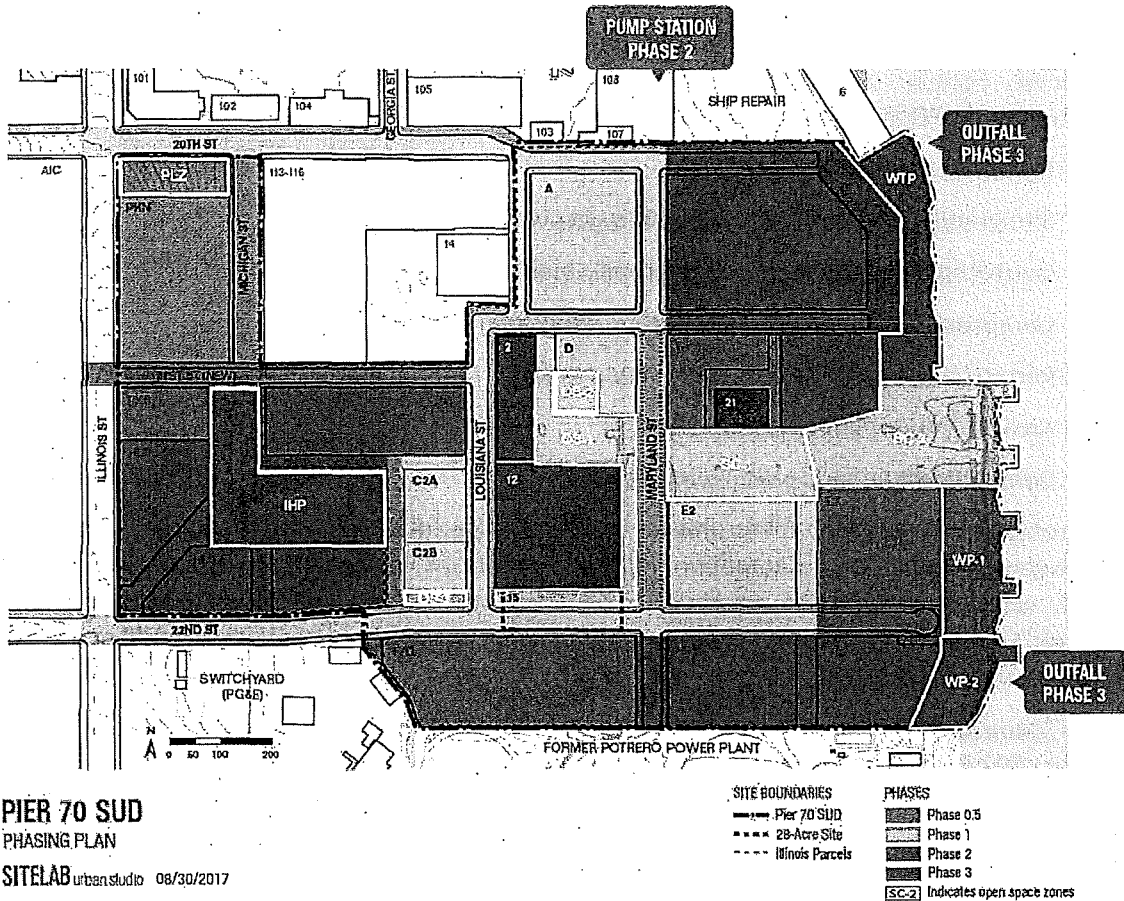 PUMP STATION
PHASE 2
101
102
104
GEORGIA ST
105
108
103
107
SHIP REPAIR
6
OUTFALL
PHASE 3
20TH ST
AIC
PLZ
PKN
MICHIGAN ST
113-116
14
A
WTP
2
D
21
ILLINOIS ST
LOUISIANA ST
MARYLAND ST
IHP
C2A
C2B
12
E2
WP-1
15
22ND ST
WP-2
OUTFALL
PHASE 3
SWITCHYARD
(PG&E)
N
0 50 100 200
FORMER POTRERO POWER PLANT
PIER 70 SUD
PHASING PLAN
SITELAB urban studio 08/30/2017
SITE BOUNDARIES
Pier 70 SUD
28-Acre Site
Illinois Parcels
PHASES
Phase 0.5
Phase 1
Phase 2
Phase 3
SC-2 Indicates open space zones